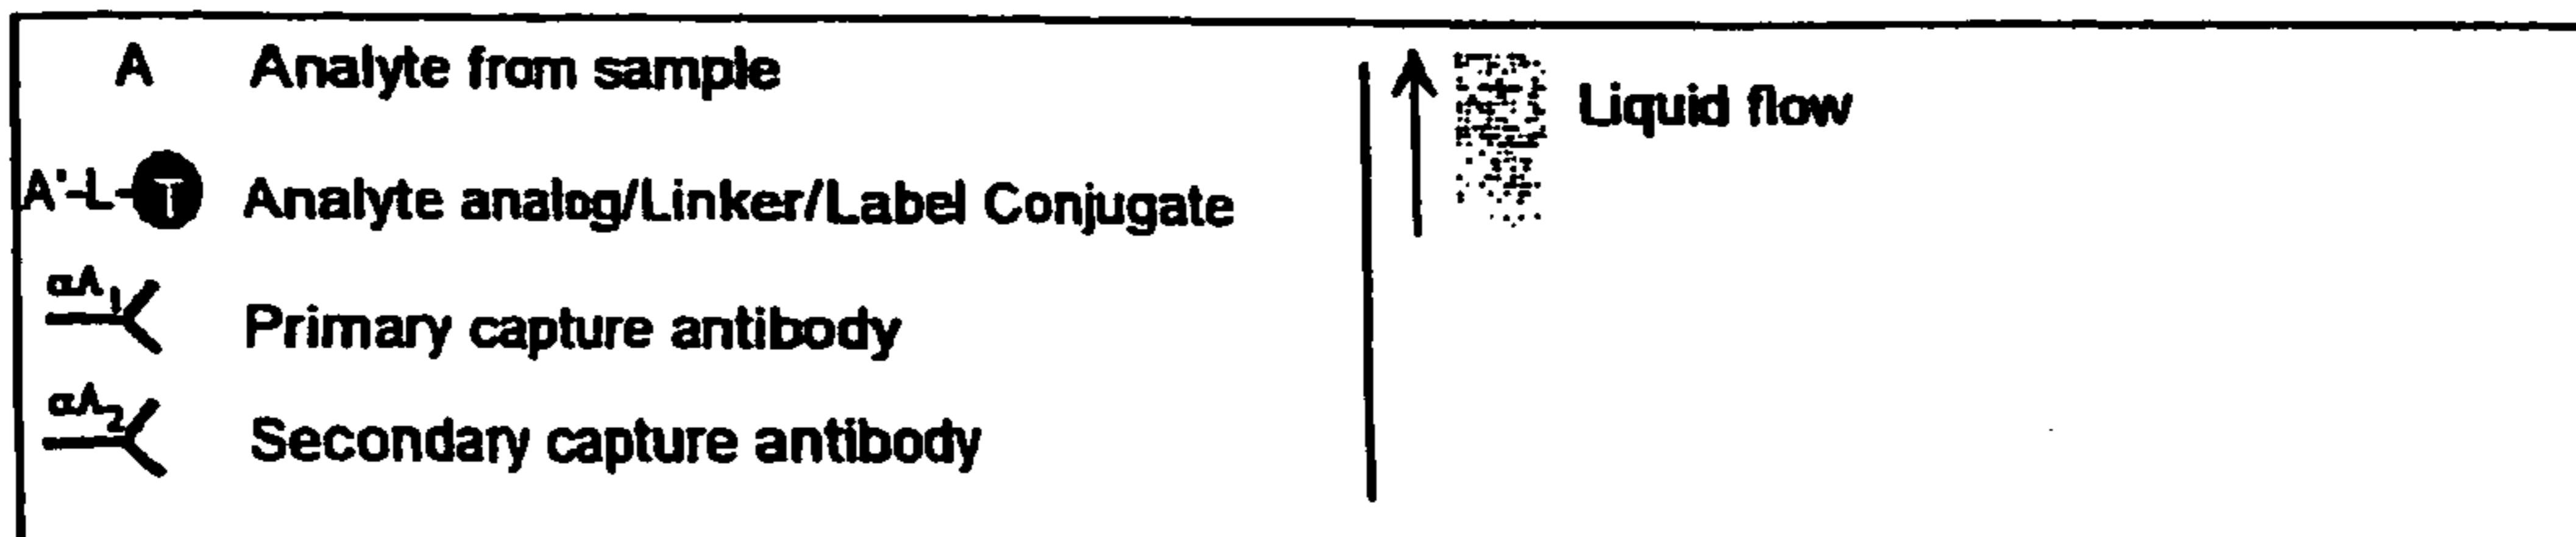 A Analyte from sample
A'-L-T Analyte analog/Linker/Label Conjugate
αA1 Primary capture antibody
αA2 Secondary capture antibody
Liquid flow